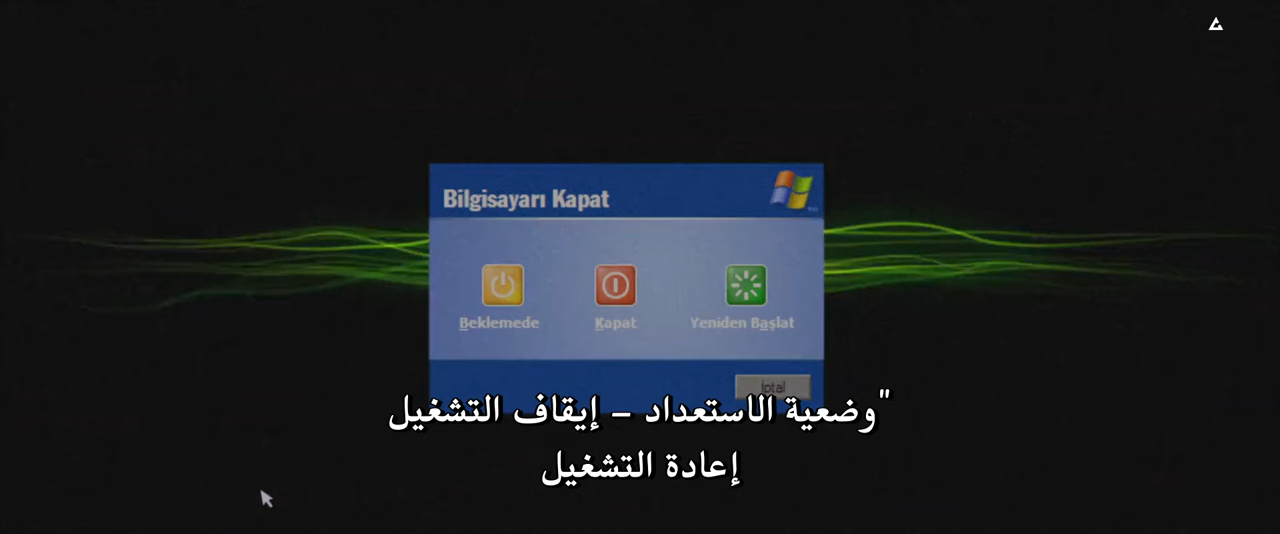 Bilgisayarı Kapat
Beklemede Kapat Yeniden Başlat
İptal
"وضعية الاستعداد – إيقاف التشغيل
إعادة التشغيل